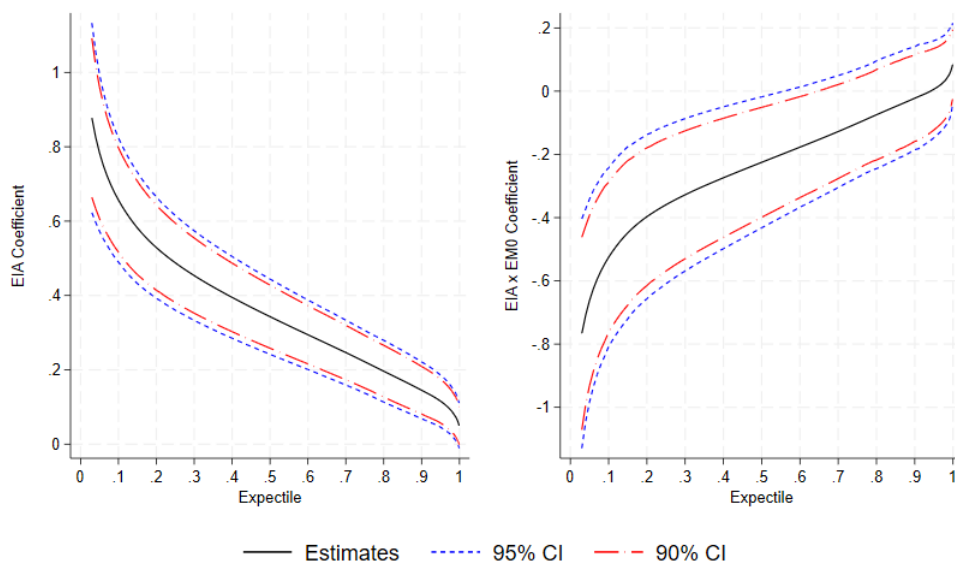 EIA Coefficient
1
.8
.6
.4
.2
0
0 .1 .2 .3 .4 .5 .6 .7 .8 .9 1
Expectile
EIA x EM0 Coefficient
.2
0
-.2
-.4
-.6
-.8
-1
0 .1 .2 .3 .4 .5 .6 .7 .8 .9 1
Expectile
Estimates 95% CI 90% CI